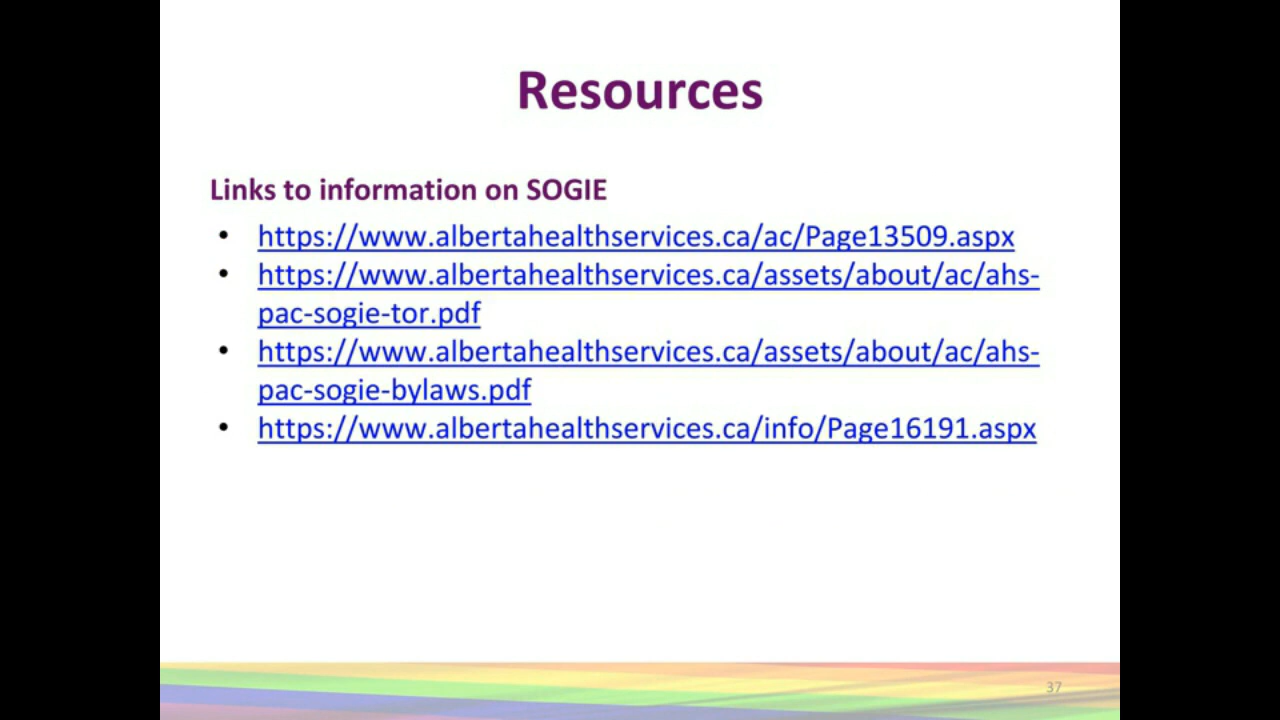 Resources
Links to information on SOGIE
• https://www.albertahealthservices.ca/ac/Page13509.aspx
• https://www.albertahealthservices.ca/assets/about/ac/ahs-
pac-sogie-tor.pdf
• https://www.albertahealthservices.ca/assets/about/ac/ahs-
pac-sogie-bylaws.pdf
• https://www.albertahealthservices.ca/info/Page16191.aspx
37